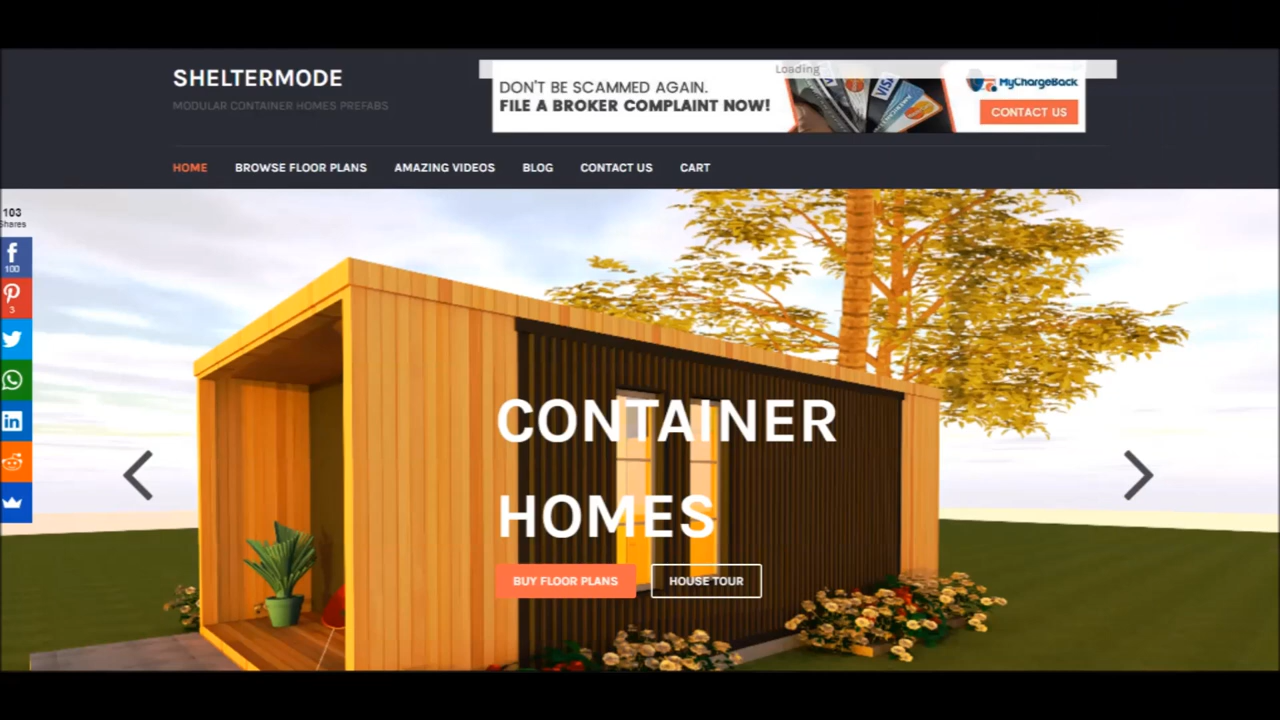 SHELTERMODE
MODULAR CONTAINER HOMES PREFABS
Loading
DON'T BE SCAMMED AGAIN.
FILE A BROKER COMPLAINT NOW!
MyChargeBack
CONTACT US
VISA
HOME BROWSE FLOOR PLANS AMAZING VIDEOS BLOG CONTACT US CART
103
Shares
100
3
CONTAINER
HOMES
BUY FLOOR PLANS HOUSE TOUR